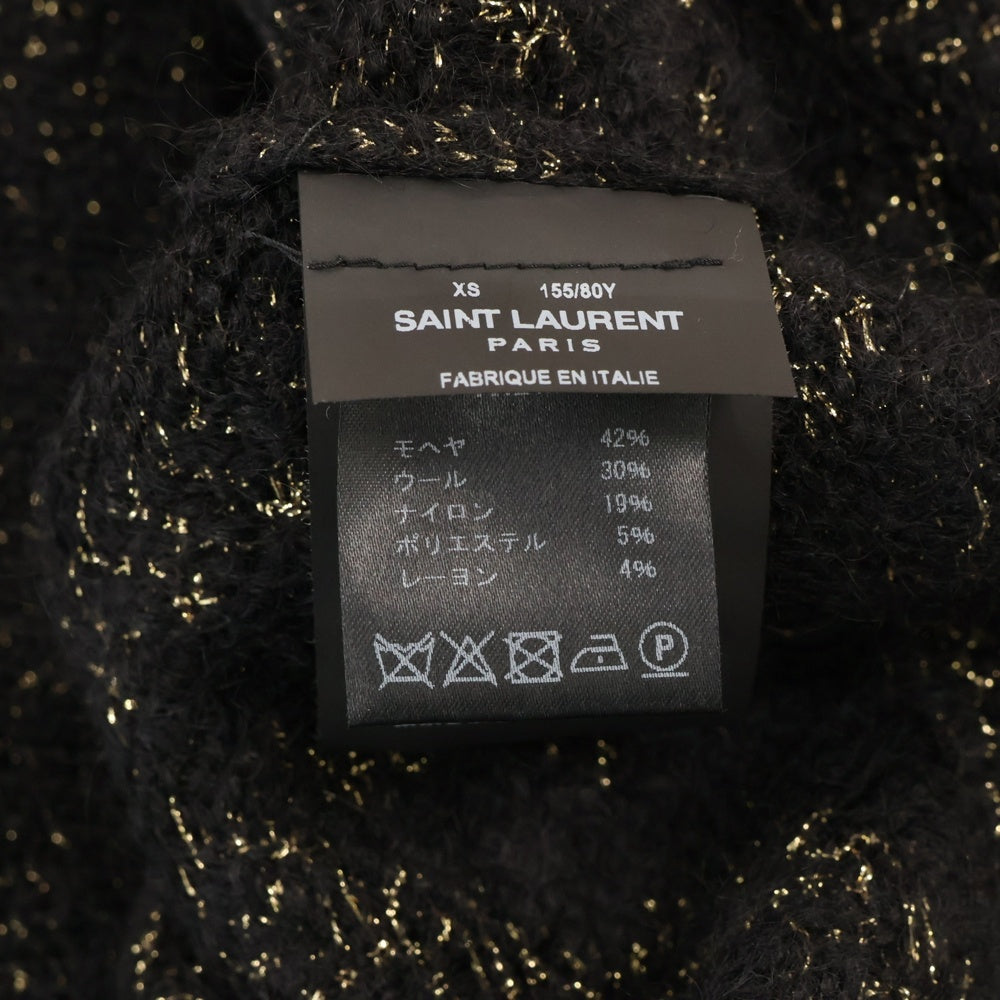 XS 155/80Y
SAINT LAURENT
PARIS
FABRIQUE EN ITALIE
モヘヤ 42%
ウール 30%
ナイロン 19%
ポリエステル 5%
レーヨン 4%
P